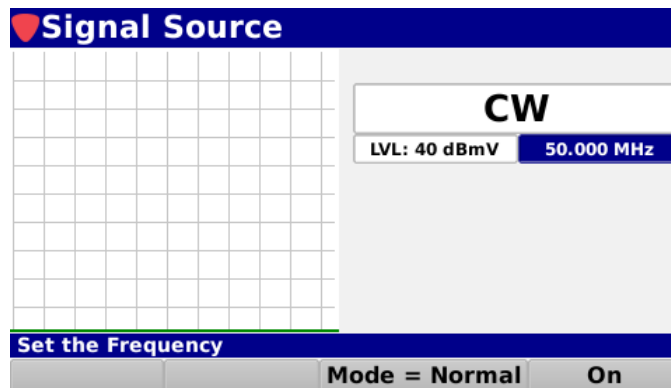 Signal Source
CW
LVL: 40 dBmV 50.000 MHz
Set the Frequency
Mode = Normal On